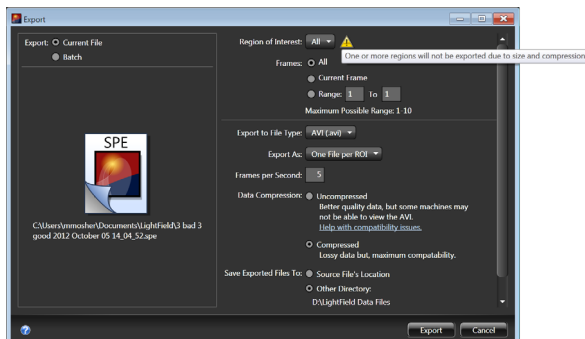 Export
Export: Current File
Batch
SPE
C:\Users\mmosher\Documents\LightField\3 bad 3
good 2012 October 05 14_04_52.spe
Region of Interest: All
One or more regions will not be exported due to size and compression
Frames: All
Current Frame
Range: 1 To 1
Maximum Possible Range: 1-10
Export to File Type: AVI (.avi)
Export As: One File per ROI
Frames per Second: 5
Data Compression: Uncompressed
Better quality data, but some machines may
not be able to view the AVI.
Help with compatibility issues.
Compressed
Lossy data but, maximum compatability.
Save Exported Files To: Source File's Location
Other Directory:
D:\LightField Data Files
Export Cancel